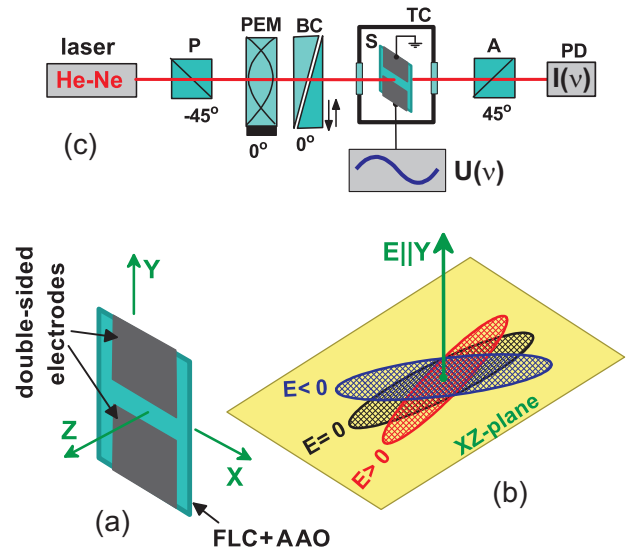 laser
He-Ne
P
-45°
PEM
0°
BC
0°
TC
S
U(ν)
A
45°
PD
I(ν)
(c)
double-sided
electrodes
Y
Z
X
(a)
FLC+AAO
E||Y
E< 0
E= 0
E> 0
XZ-plane
(b)